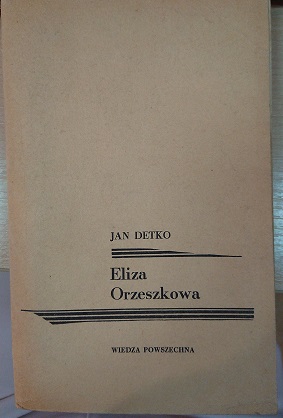 JAN DETKO
Eliza
Orzeszkowa
WIEDZA POWSZECHNA